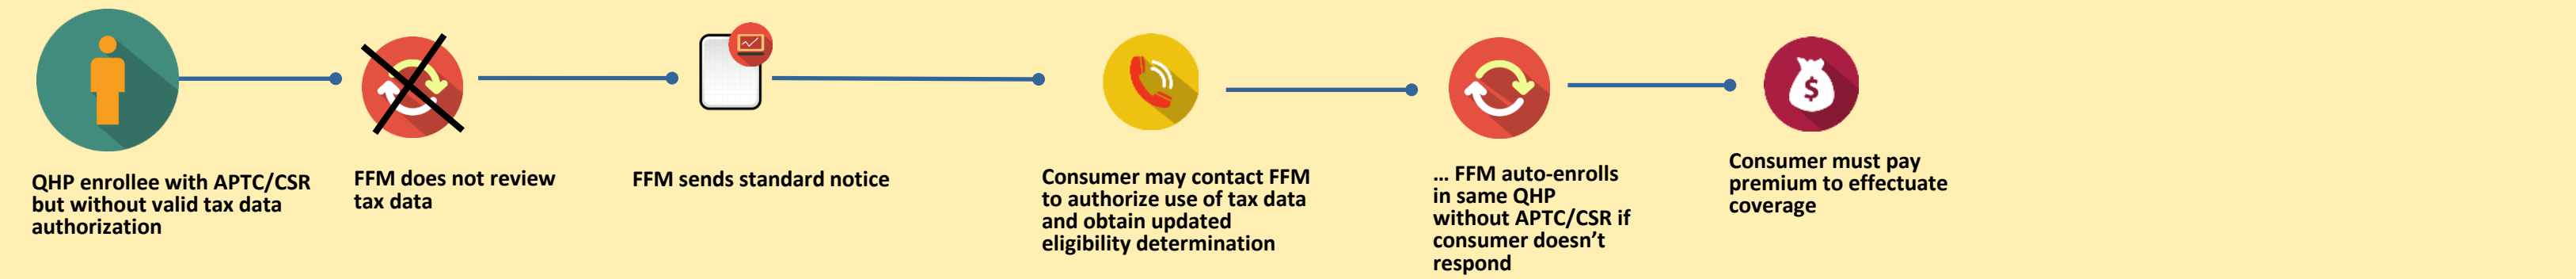 QHP enrollee with APTC/CSR
but without valid tax data
authorization
FFM does not review
tax data
FFM sends standard notice
Consumer may contact FFM
to authorize use of tax data
and obtain updated
eligibility determination
... FFM auto-enrolls
in same QHP
without APTC/CSR if
consumer doesn't
respond
$
Consumer must pay
premium to effectuate
coverage